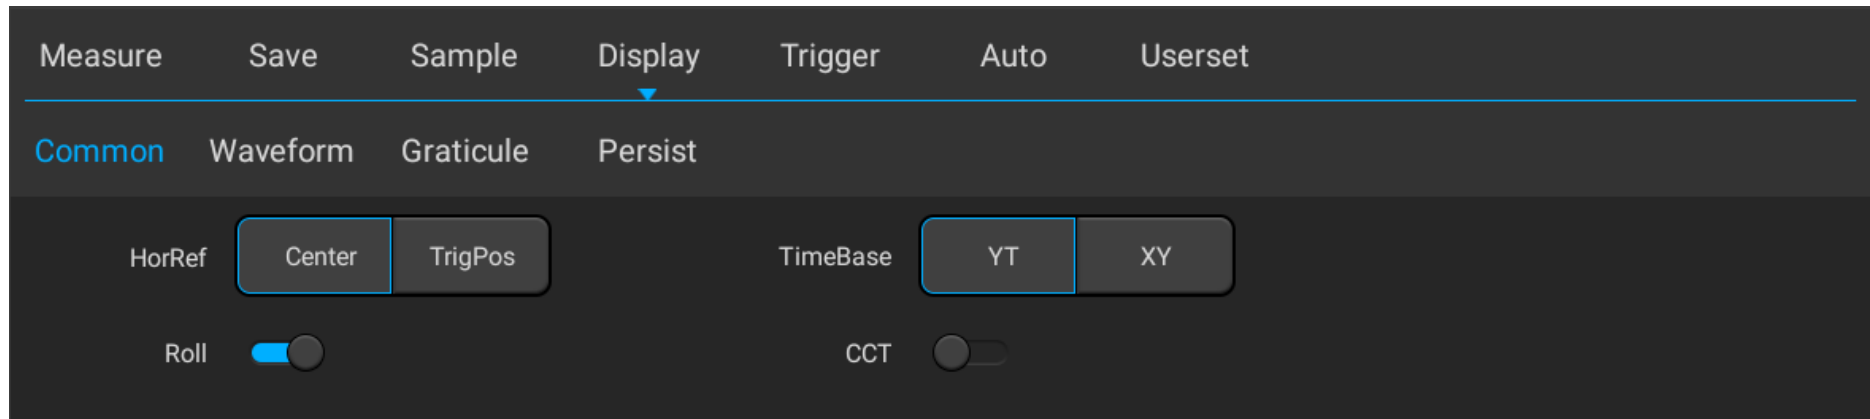 Measure Save Sample Display Trigger Auto Userset
Common Waveform Graticule Persist
HorRef Center TrigPos TimeBase YT XY
Roll CCT